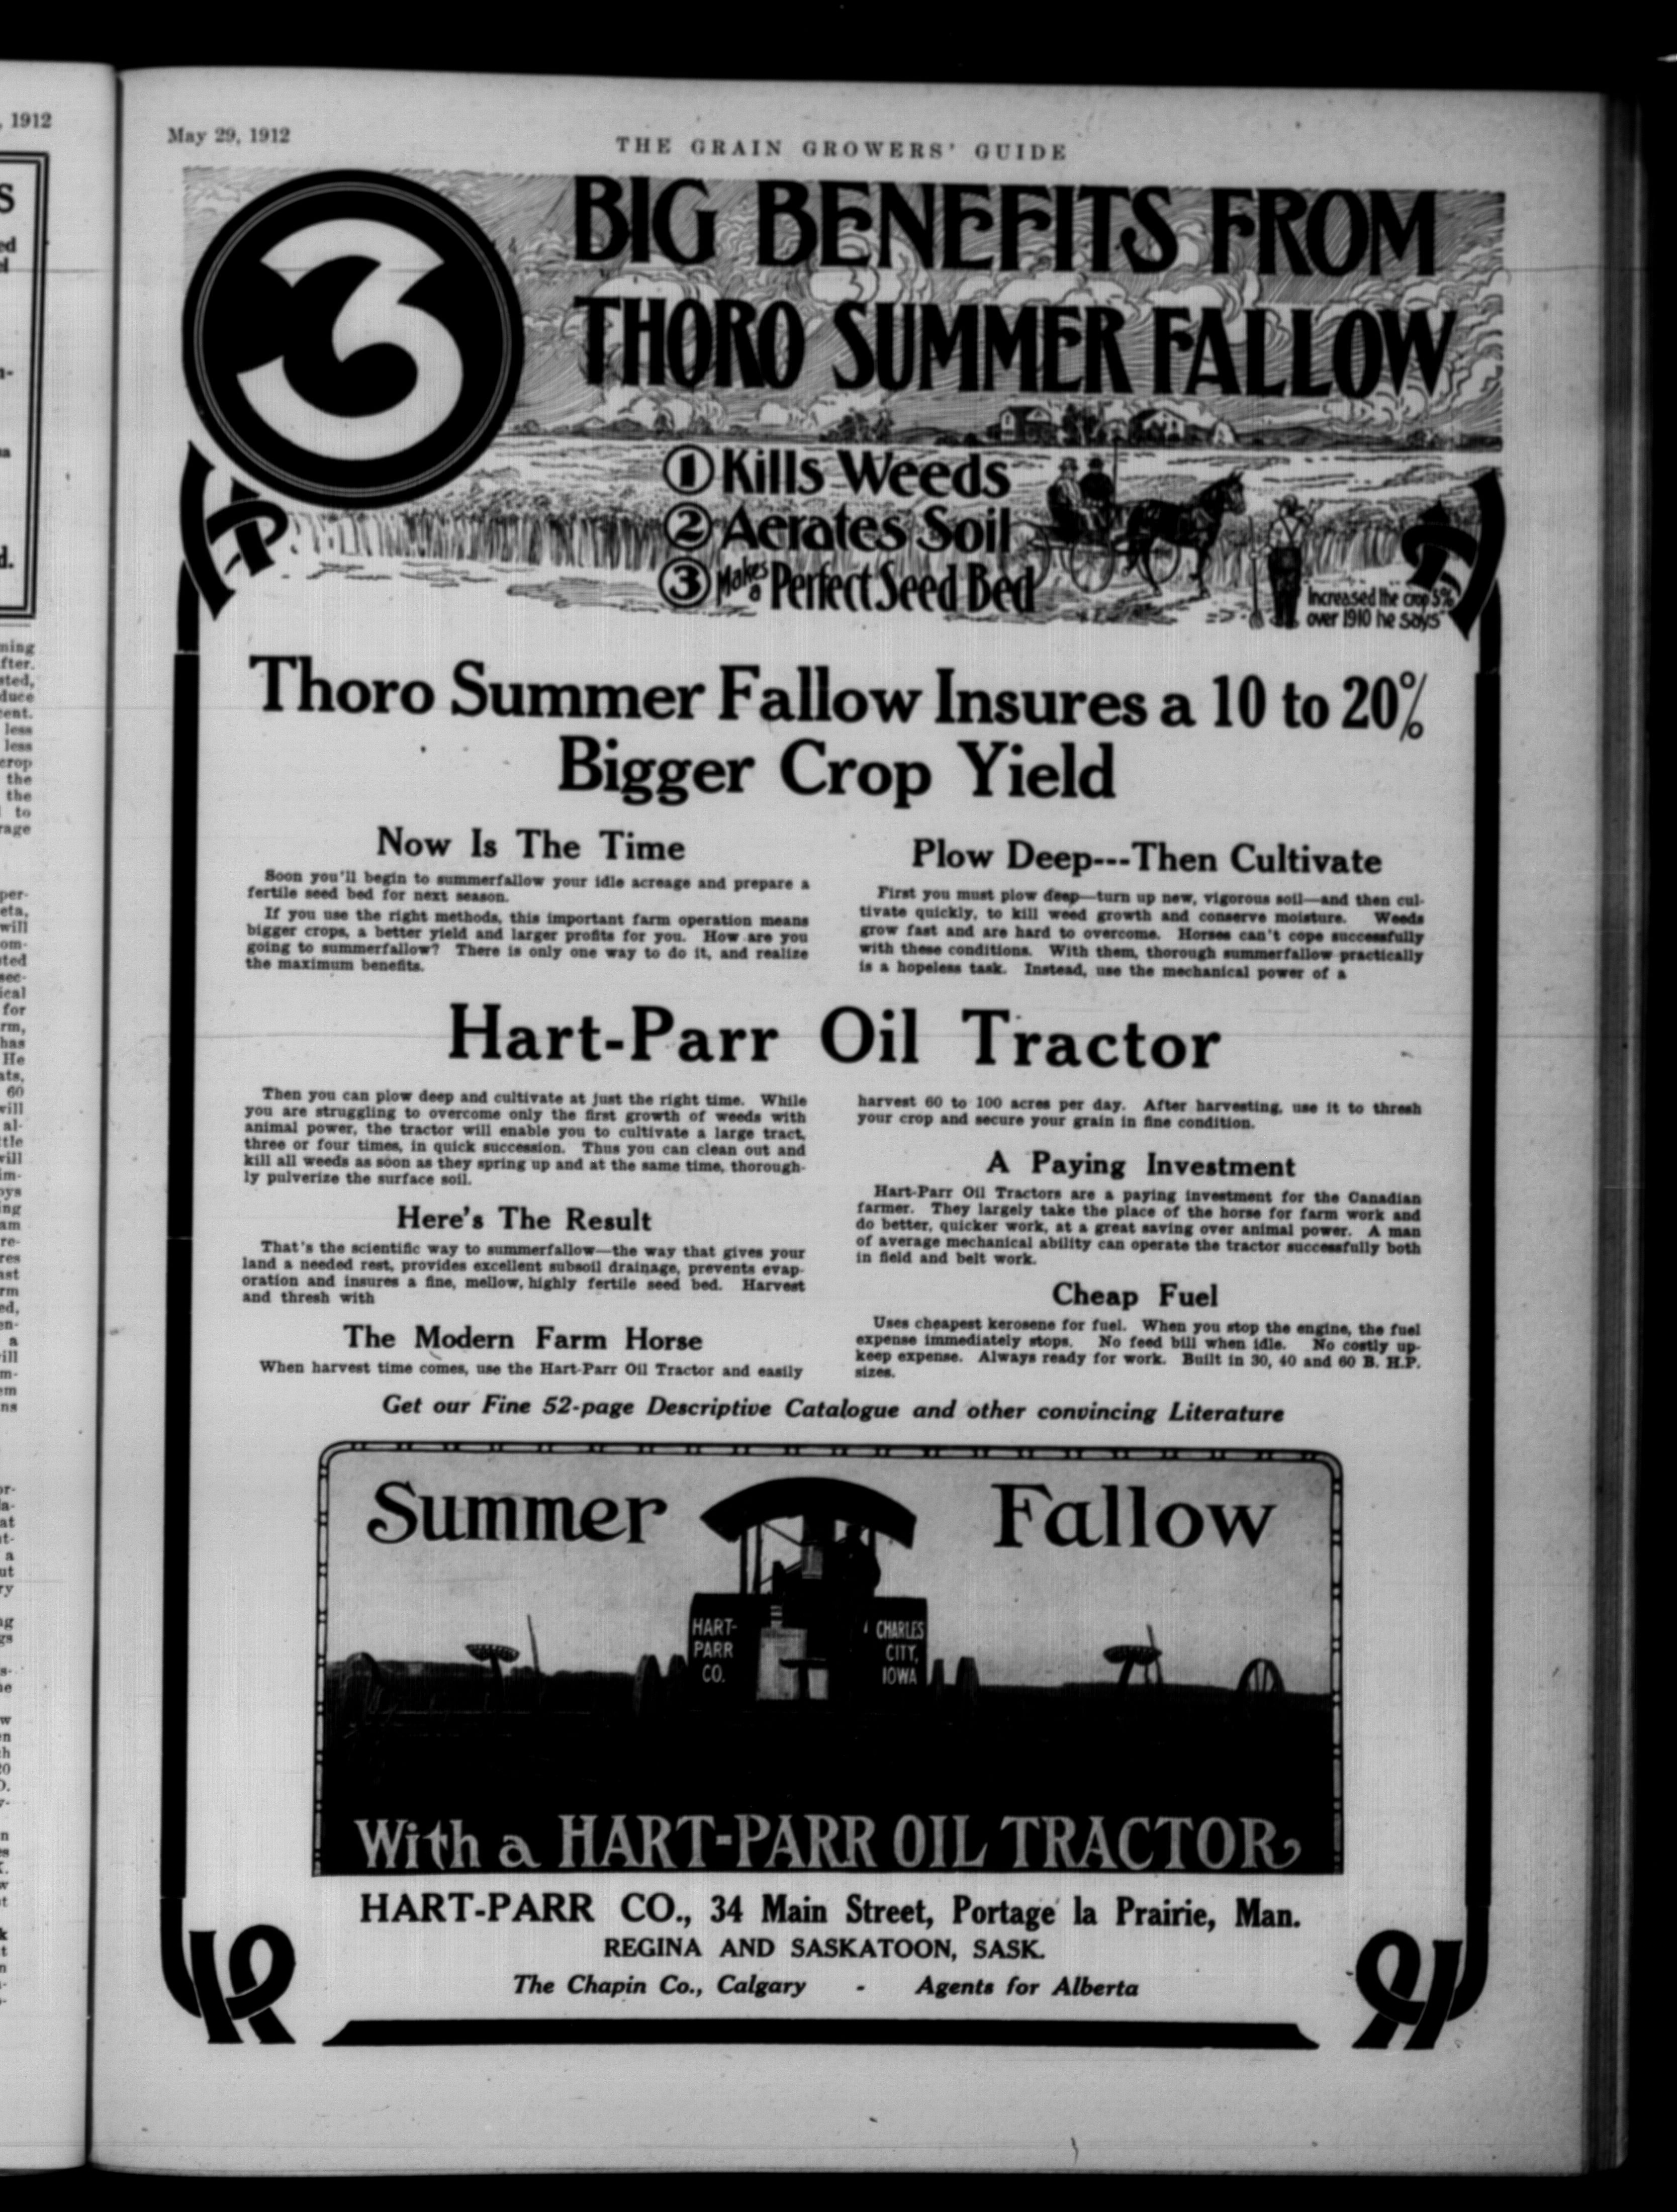 May 29, 1912
THE GRAIN GROWERS' GUIDE
3
BIG BENEFITS FROM
THORO SUMMER FALLOW
1 Kills Weeds
2 Aerates Soil
3 Makes a Perfect Seed Bed
Increased the crop 5%
over 1910 he says
Thoro Summer Fallow Insures a 10 to 20%
Bigger Crop Yield
Now Is The Time
Soon you'll begin to summerfallow your idle acreage and prepare a
fertile seed bed for next season.
If you use the right methods, this important farm operation means
bigger crops, a better yield and larger profits for you. How are you
going to summerfallow? There is only one way to do it, and realize
the maximum benefits.
Plow Deep---Then Cultivate
First you must plow deep—turn up new, vigorous soil—and then cul-
tivate quickly, to kill weed growth and conserve moisture. Weeds
grow fast and are hard to overcome. Horses can't cope successfully
with these conditions. With them, thorough summerfallow practically
is a hopeless task. Instead, use the mechanical power of a
Hart-Parr Oil Tractor
Then you can plow deep and cultivate at just the right time. While
you are struggling to overcome only the first growth of weeds with
animal power, the tractor will enable you to cultivate a large tract,
three or four times, in quick succession. Thus you can clean out and
kill all weeds as soon as they spring up and at the same time, thorough-
ly pulverize the surface soil.
Here's The Result
That's the scientific way to summerfallow—the way that gives your
land a needed rest, provides excellent subsoil drainage, prevents evap-
oration and insures a fine, mellow, highly fertile seed bed. Harvest
and thresh with
The Modern Farm Horse
When harvest time comes, use the Hart-Parr Oil Tractor and easily
harvest 60 to 100 acres per day. After harvesting, use it to thresh
your crop and secure your grain in fine condition.
A Paying Investment
Hart-Parr Oil Tractors are a paying investment for the Canadian
farmer. They largely take the place of the horse for farm work and
do better, quicker work, at a great saving over animal power. A man
of average mechanical ability can operate the tractor successfully both
in field and belt work.
Cheap Fuel
Uses cheapest kerosene for fuel. When you stop the engine, the fuel
expense immediately stops. No feed bill when idle. No costly up-
keep expense. Always ready for work. Built in 30, 40 and 60 B. H.P.
sizes.
Get our Fine 52-page Descriptive Catalogue and other convincing Literature
Summer Fallow
HART-
PARR
CO.
CHARLES
CITY,
IOWA
With a HART-PARR OIL TRACTOR
HART-PARR CO., 34 Main Street, Portage la Prairie, Man.
REGINA AND SASKATOON, SASK.
The Chapin Co., Calgary - Agents for Alberta